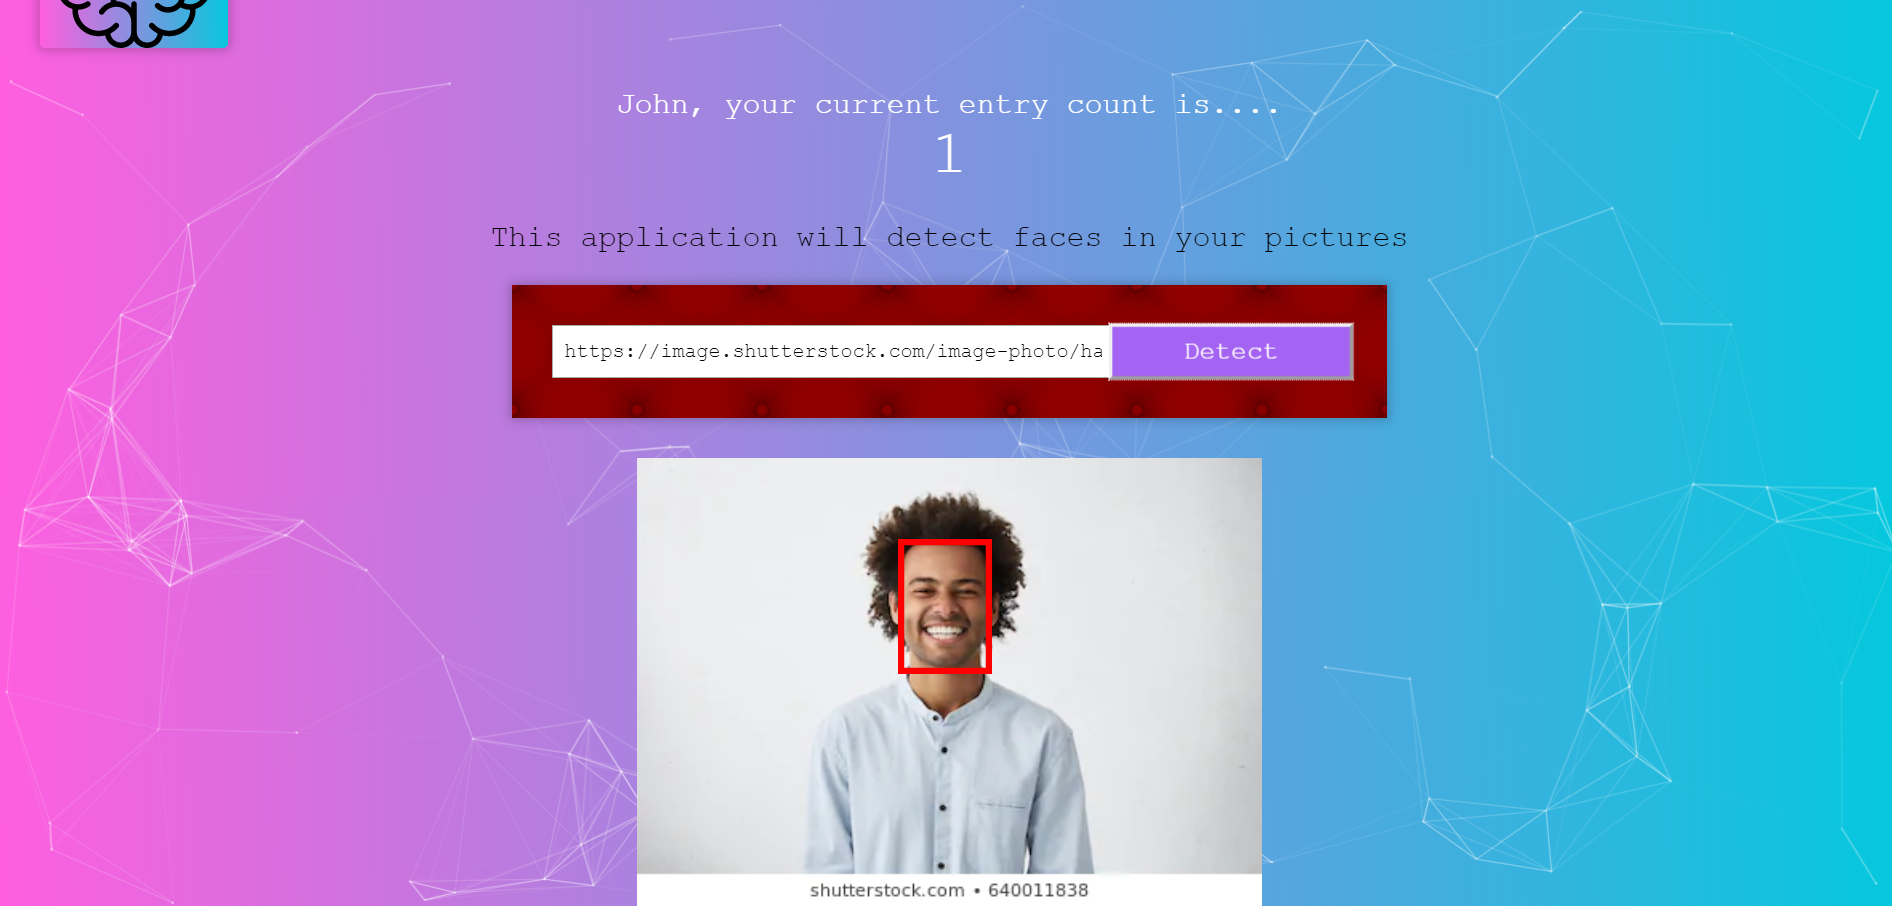 John, your current entry count is....
1
This application will detect faces in your pictures
https://image.shutterstock.com/image-photo/ha
Detect
shutterstock.com • 640011838